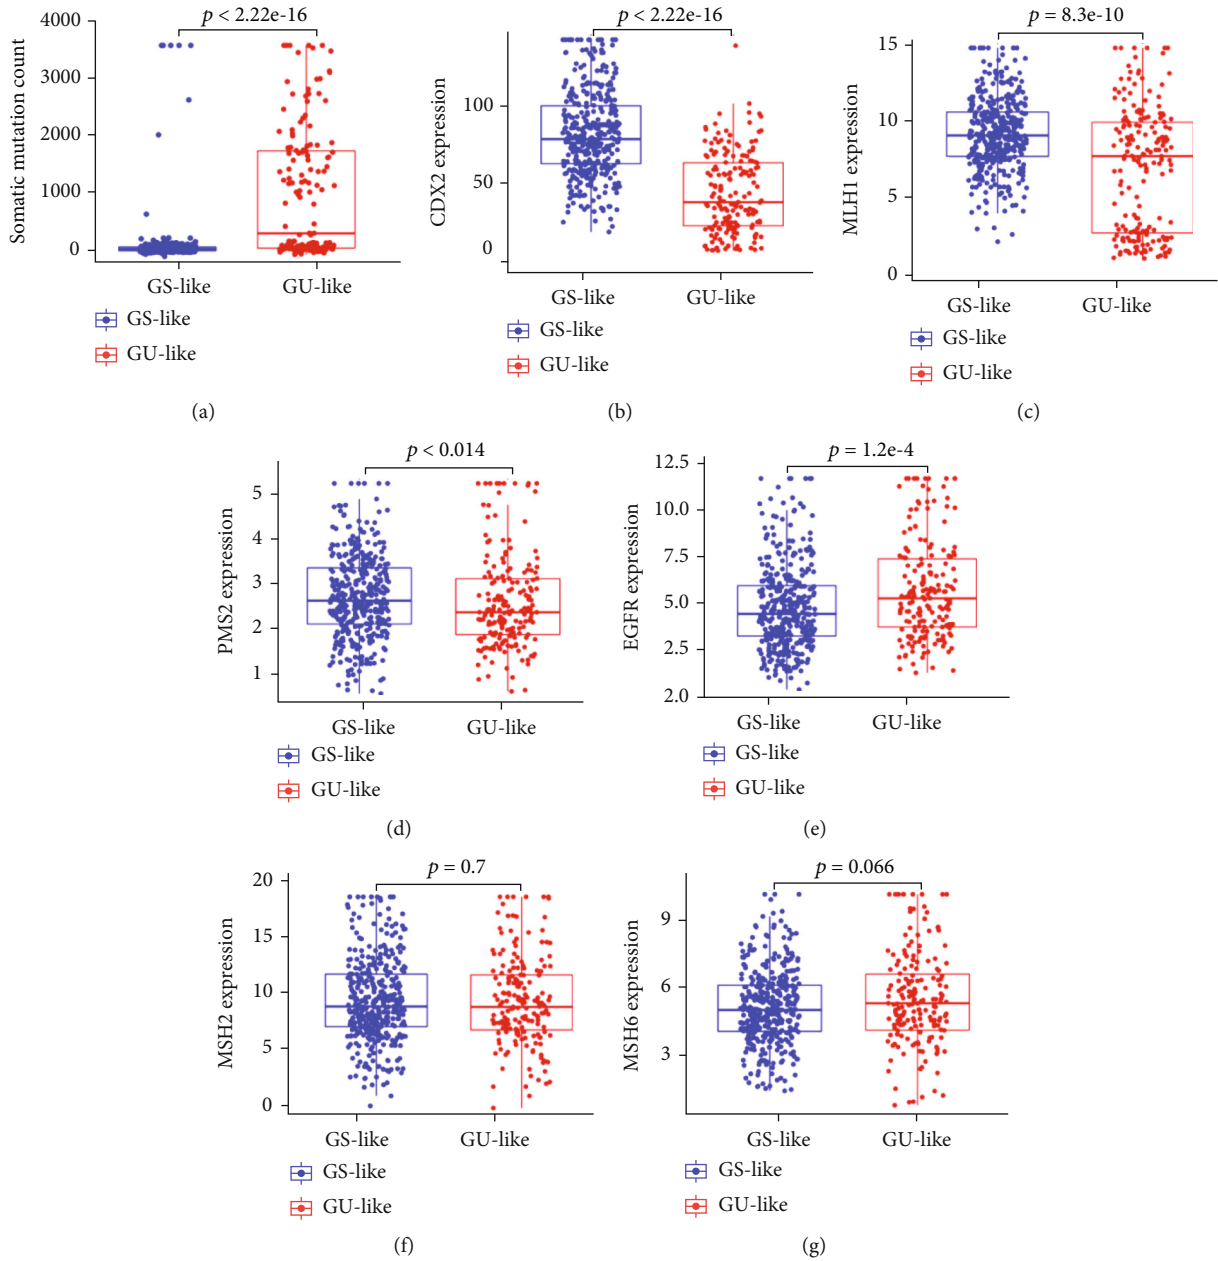 p < 2.22e-16
Somatic mutation count
4000
3000
2000
1000
0
GS-like
GU-like
GS-like
GU-like
(a)
p < 2.22e-16
CDX2 expression
100
50
0
GS-like
GU-like
GS-like
GU-like
(b)
p = 8.3e-10
MLH1 expression
15
10
5
0
GS-like
GU-like
GS-like
GU-like
(c)
p < 0.014
PMS2 expression
5
4
3
2
1
GS-like
GU-like
GS-like
GU-like
(d)
p = 1.2e-4
EGFR expression
12.5
10.0
7.5
5.0
2.5
2.0
GS-like
GU-like
GS-like
GU-like
(e)
p = 0.7
MSH2 expression
20
15
10
5
0
GS-like
GU-like
GS-like
GU-like
(f)
p = 0.066
MSH6 expression
9
6
3
GS-like
GU-like
GS-like
GU-like
(g)